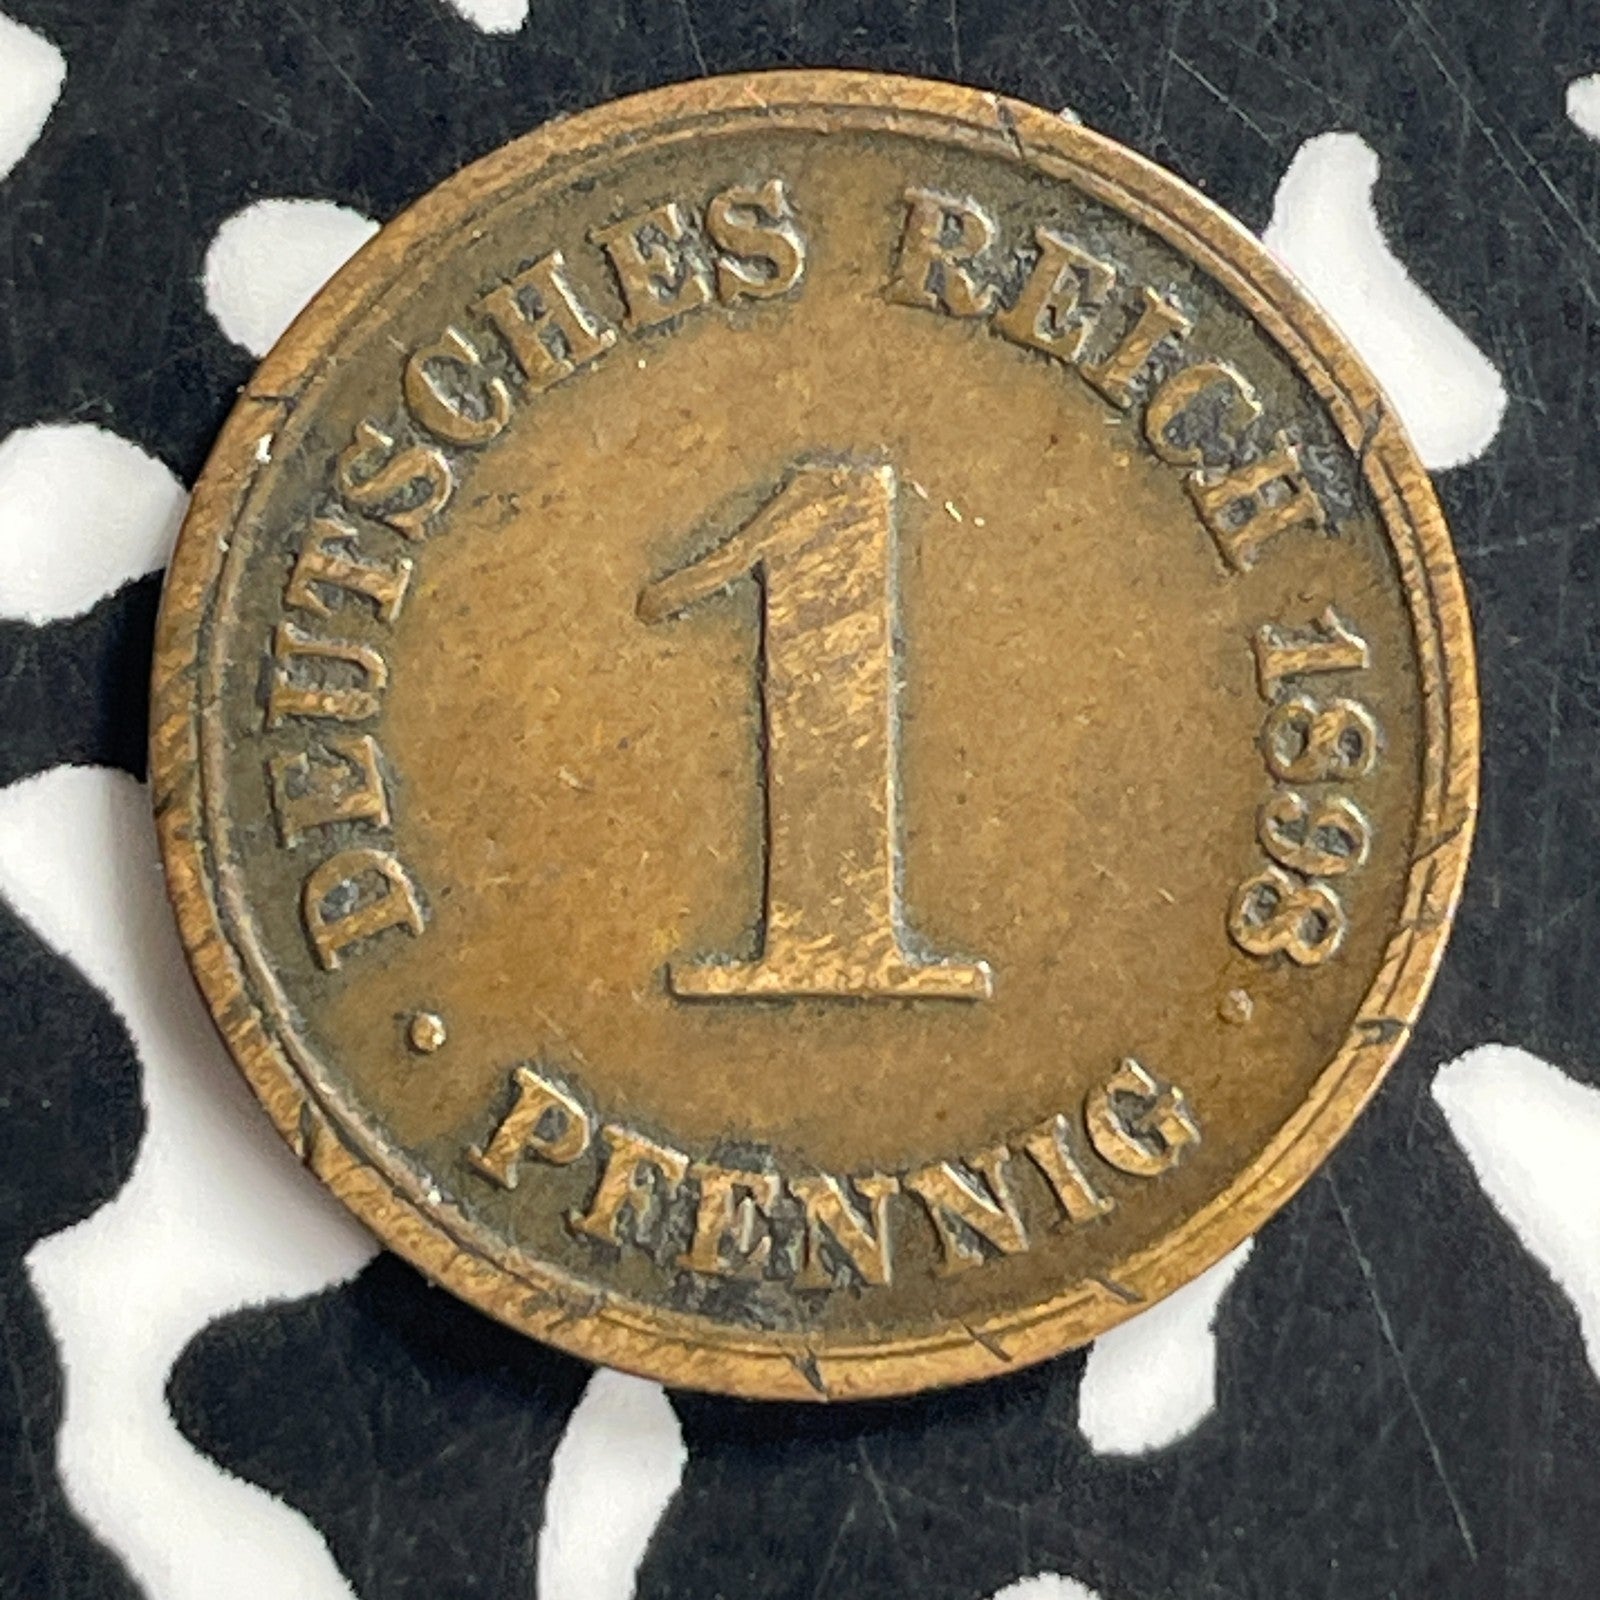 DEUTSCHES REICH 1898
1
· PFENNIG ·